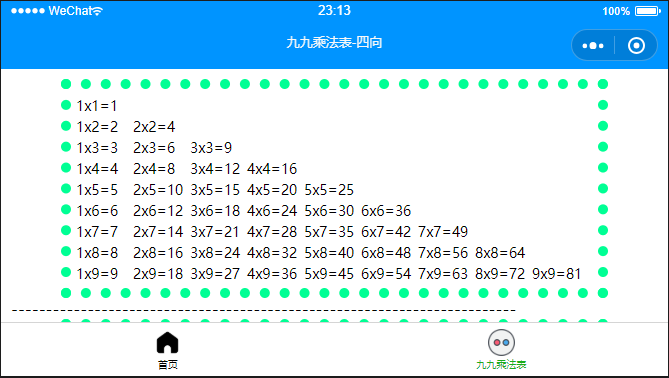 WeChat 23:13 100%
九九乘法表-四向
1x1=1
1x2=2 2x2=4
1x3=3 2x3=6 3x3=9
1x4=4 2x4=8 3x4=12 4x4=16
1x5=5 2x5=10 3x5=15 4x5=20 5x5=25
1x6=6 2x6=12 3x6=18 4x6=24 5x6=30 6x6=36
1x7=7 2x7=14 3x7=21 4x7=28 5x7=35 6x7=42 7x7=49
1x8=8 2x8=16 3x8=24 4x8=32 5x8=40 6x8=48 7x8=56 8x8=64
1x9=9 2x9=18 3x9=27 4x9=36 5x9=45 6x9=54 7x9=63 8x9=72 9x9=81
首页 九九乘法表